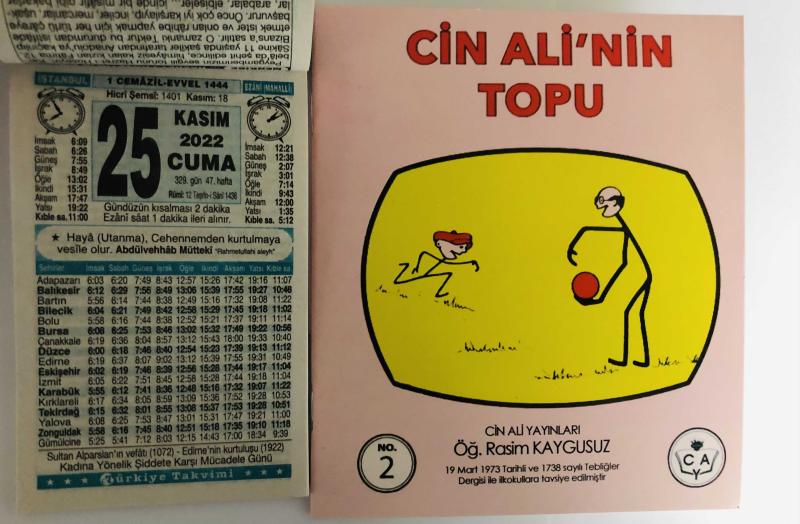 İSTANBUL
1 CEMÂZİL-EVVEL 1444
EZÂNÎ (MAHALLÎ)
Hicrî Şemsî: 1401 Kasım: 18
25
KASIM
2022
CUMA
329. gün 47. hafta
Rûmî: 12 Teşrîn-i Sânî 1438
İmsak 6:09
Sabah 6:26
Güneş 7:55
İşrak 8:49
Öğle 13:02
İkindi 15:31
Akşam 17:47
Yatsı 19:22
Kıble sa. 11:00
İmsak 12:21
Sabah 12:38
Güneş 2:07
İşrak 3:01
Öğle 7:14
İkindi 9:43
Akşam 12:00
Yatsı 1:35
Kıble sa. 5:12
Gündüzün kısalması 2 dakika
Ezânî sâat 1 dakika ileri alınır.
Hayâ (Utanma), Cehennemden kurtulmaya
vesîle olur. Abdülvehhâb Müttekî "Rahmetullahi aleyh"
Şehirler İmsak Sabah Güneş İşrak Öğle İkindi Akşam Yatsı Kıble sa.
Adapazarı 6:03 6:20 7:49 8:43 12:57 15:26 17:42 19:16 11:07
Balıkesir 6:12 6:29 7:56 8:49 13:06 15:39 17:55 19:27 10:46
Bartın 5:56 6:14 7:44 8:38 12:49 15:16 17:32 19:08 11:22
Bilecik 6:04 6:21 7:49 8:42 12:58 15:29 17:45 19:18 11:02
Bolu 5:58 6:16 7:44 8:38 12:52 15:21 17:37 19:11 11:14
Bursa 6:08 6:25 7:53 8:46 13:02 15:32 17:49 19:22 10:56
Çanakkale 6:19 6:36 8:04 8:57 13:12 15:43 18:00 19:33 10:40
Düzce 6:00 6:18 7:46 8:40 12:54 15:23 17:39 19:13 11:12
Edirne 6:19 6:37 8:07 9:02 13:12 15:39 17:55 19:31 10:49
Eskişehir 6:02 6:19 7:46 8:39 12:56 15:28 17:44 19:17 11:04
İzmit 6:05 6:22 7:51 8:45 12:58 15:28 17:44 19:18 11:04
Karabük 5:55 6:12 7:41 8:36 12:48 15:16 17:32 19:07 11:22
Kırklareli 6:17 6:34 8:05 8:59 13:09 15:36 17:52 19:28 10:53
Tekirdağ 6:15 6:32 8:01 8:55 13:08 15:37 17:53 19:28 10:51
Yalova 6:08 6:25 7:53 8:47 13:01 15:31 17:47 19:21 11:00
Zonguldak 5:58 6:16 7:45 8:40 12:51 15:18 17:35 19:10 11:18
Gümülcine 5:25 5:41 7:12 8:03 12:15 14:43 17:00 18:34 9:39
Sultan Alparslan'ın vefâtı (1072) - Edirne'nin kurtuluşu (1922)
Kadına Yönelik Şiddete Karşı Mücadele Günü
Türkiye Takvimi
CİN ALİ'NİN
TOPU
CİN ALİ YAYINLARI
Öğ. Rasim KAYGUSUZ
19 Mart 1973 Tarihli ve 1738 sayılı Tebliğler
Dergisi ile ilkokullara tavsiye edilmiştir
NO.
2
C A
Y